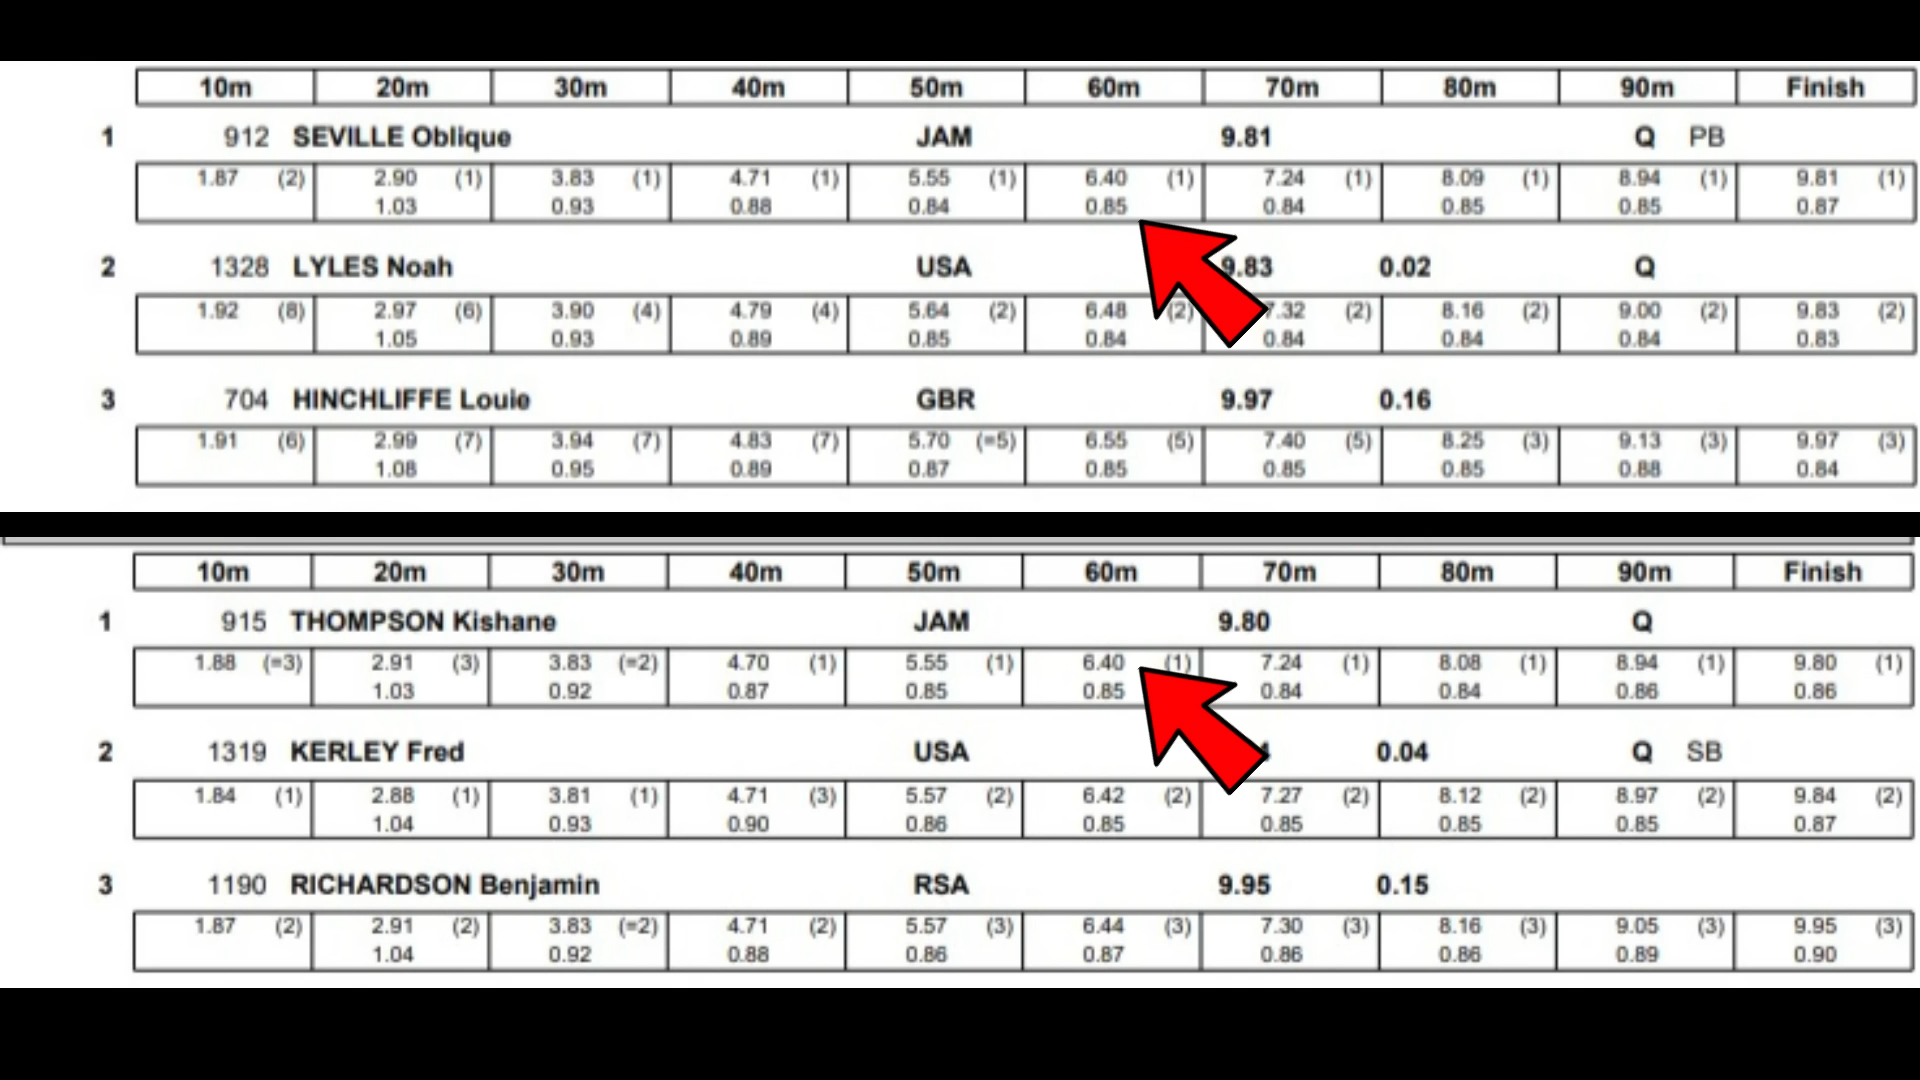 10m 20m 30m 40m 50m 60m 70m 80m 90m Finish
1 912 SEVILLE Oblique JAM 9.81 Q PB
1.87 (2) 2.90 (1) 3.83 (1) 4.71 (1) 5.55 (1) 6.40 (1) 7.24 (1) 8.09 (1) 8.94 (1) 9.81 (1)
1.03 0.93 0.88 0.84 0.85 0.84 0.85 0.85 0.87
2 1328 LYLES Noah USA 9.83 0.02 Q
1.92 (8) 2.97 (6) 3.90 (4) 4.79 (4) 5.64 (2) 6.48 (2) 7.32 (2) 8.16 (2) 9.00 (2) 9.83 (2)
1.05 0.93 0.89 0.85 0.84 0.84 0.84 0.84 0.83
3 704 HINCHLIFFE Louie GBR 9.97 0.16
1.91 (6) 2.99 (7) 3.94 (7) 4.83 (7) 5.70 (=5) 6.55 (5) 7.40 (5) 8.25 (3) 9.13 (3) 9.97 (3)
1.08 0.95 0.89 0.87 0.85 0.85 0.85 0.88 0.84
10m 20m 30m 40m 50m 60m 70m 80m 90m Finish
1 915 THOMPSON Kishane JAM 9.80 Q
1.88 (=3) 2.91 (3) 3.83 (=2) 4.70 (1) 5.55 (1) 6.40 (1) 7.24 (1) 8.08 (1) 8.94 (1) 9.80 (1)
1.03 0.92 0.87 0.85 0.85 0.84 0.84 0.86 0.86
2 1319 KERLEY Fred USA 0.04 Q SB
1.84 (1) 2.88 (1) 3.81 (1) 4.71 (3) 5.57 (2) 6.42 (2) 7.27 (2) 8.12 (2) 8.97 (2) 9.84 (2)
1.04 0.93 0.90 0.86 0.85 0.85 0.85 0.85 0.87
3 1190 RICHARDSON Benjamin RSA 9.95 0.15
1.87 (2) 2.91 (2) 3.83 (=2) 4.71 (2) 5.57 (3) 6.44 (3) 7.30 (3) 8.16 (3) 9.05 (3) 9.95 (3)
1.04 0.92 0.88 0.86 0.87 0.86 0.86 0.89 0.90